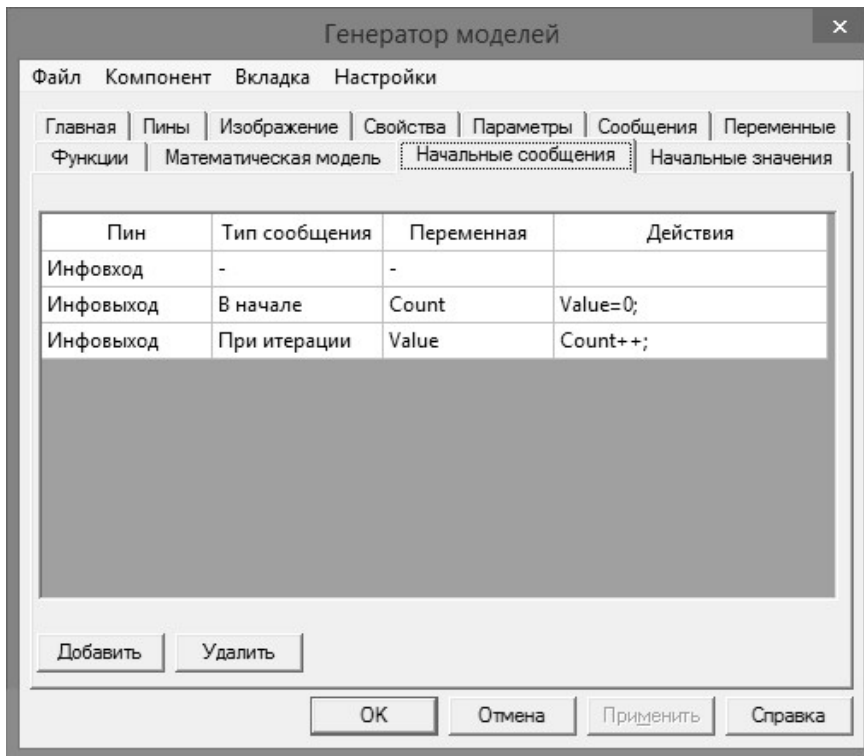 Генератор моделей
Файл Компонент Вкладка Настройки
Главная Пины Изображение Свойства Параметры Сообщения Переменные
Функции Математическая модель Начальные сообщения Начальные значения
Пин Тип сообщения Переменная Действия
Инфовход - -
Инфовыход В начале Count Value=0;
Инфовыход При итерации Value Count++;
Добавить Удалить
OK Отмена Применить Справка